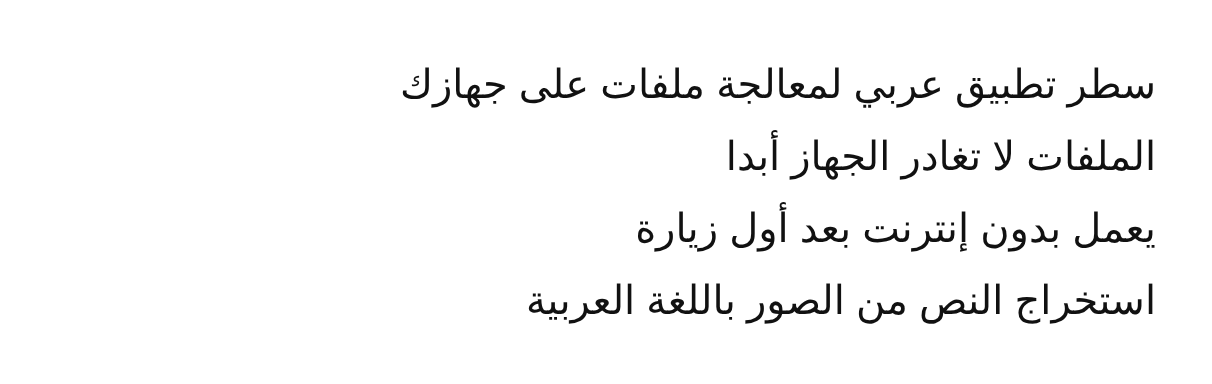 سطر تطبيق عربي لمعالجة ملفات على جهازك
الملفات لا تغادر الجهاز أبدا
يعمل بدون إنترنت بعد أول زيارة
استخراج النص من الصور باللغة العربية